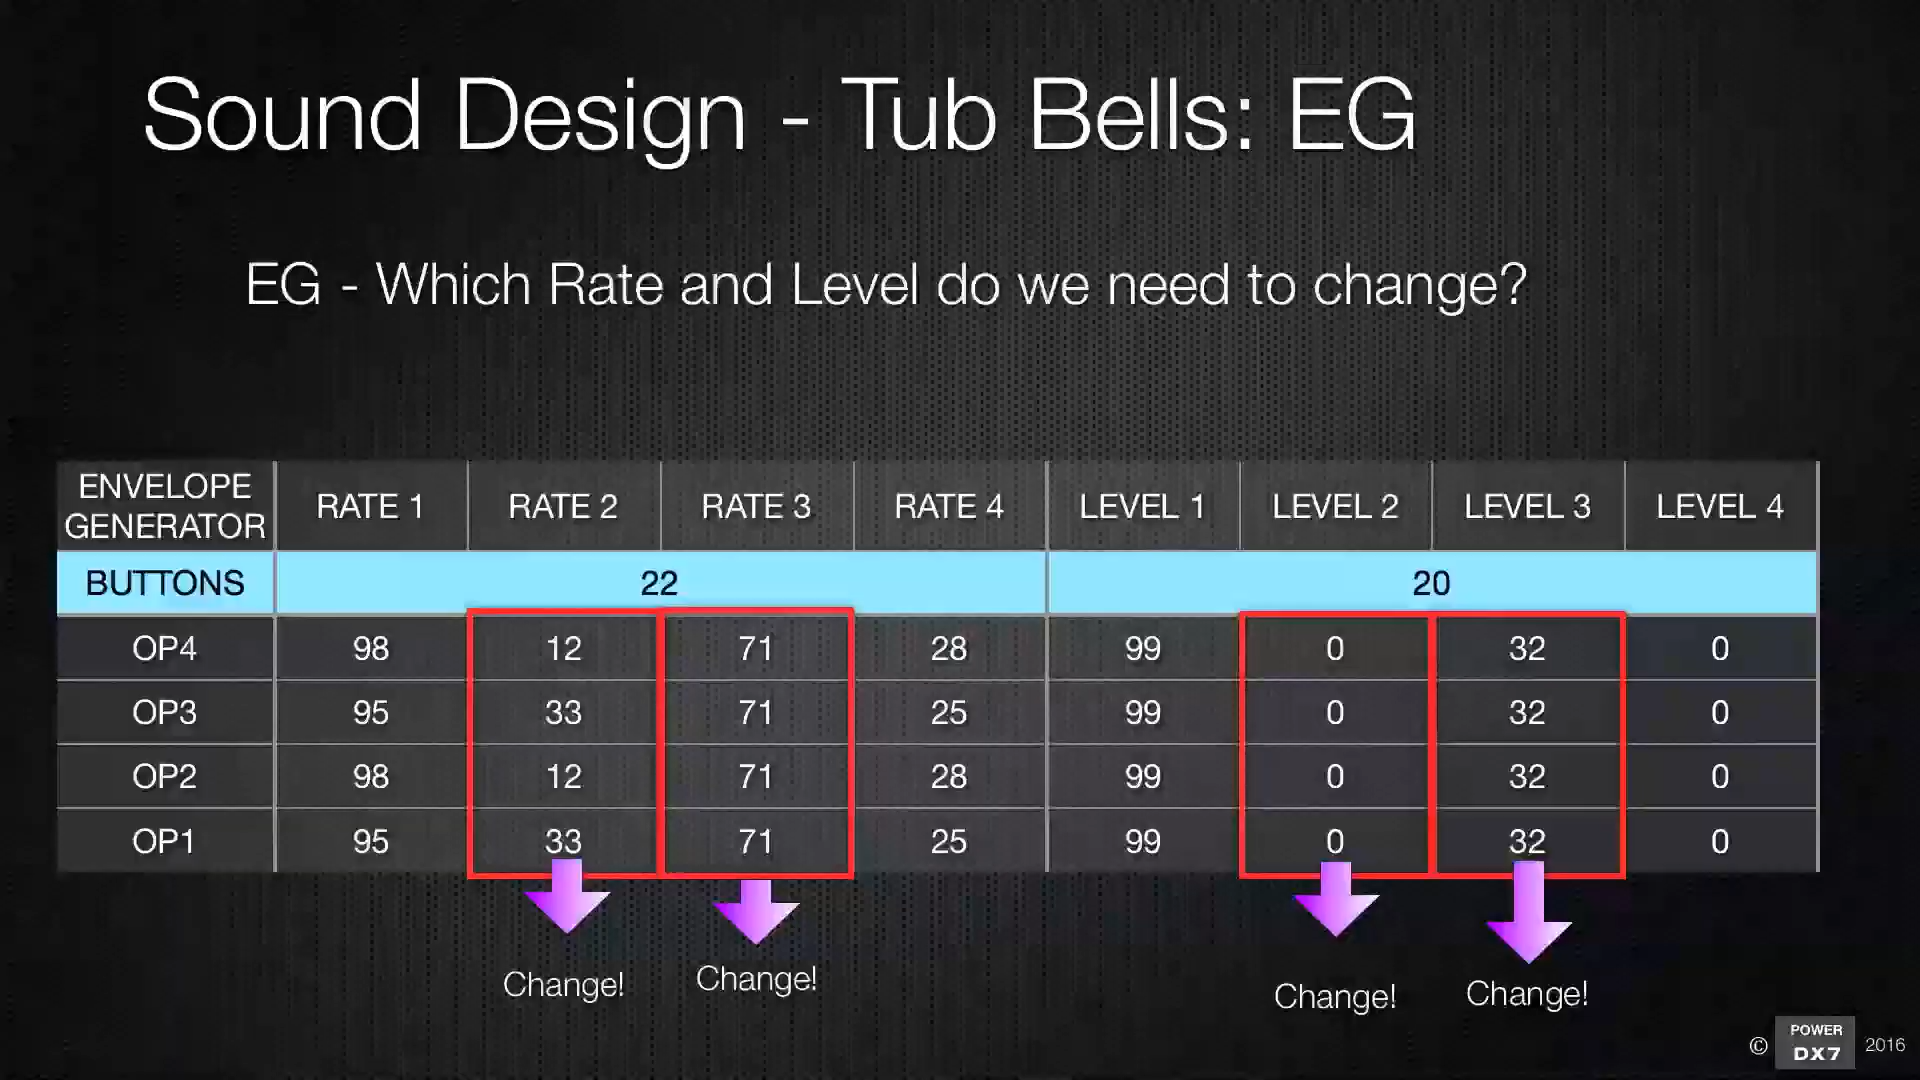 Sound Design - Tub Bells: EG
EG - Which Rate and Level do we need to change?
ENVELOPE GENERATOR RATE 1 RATE 2 RATE 3 RATE 4 LEVEL 1 LEVEL 2 LEVEL 3 LEVEL 4
BUTTONS 22 20
OP4 98 12 71 28 99 0 32 0
OP3 95 33 71 25 99 0 32 0
OP2 98 12 71 28 99 0 32 0
OP1 95 33 71 25 99 0 32 0
Change! Change! Change! Change!
© POWER DX7 2016